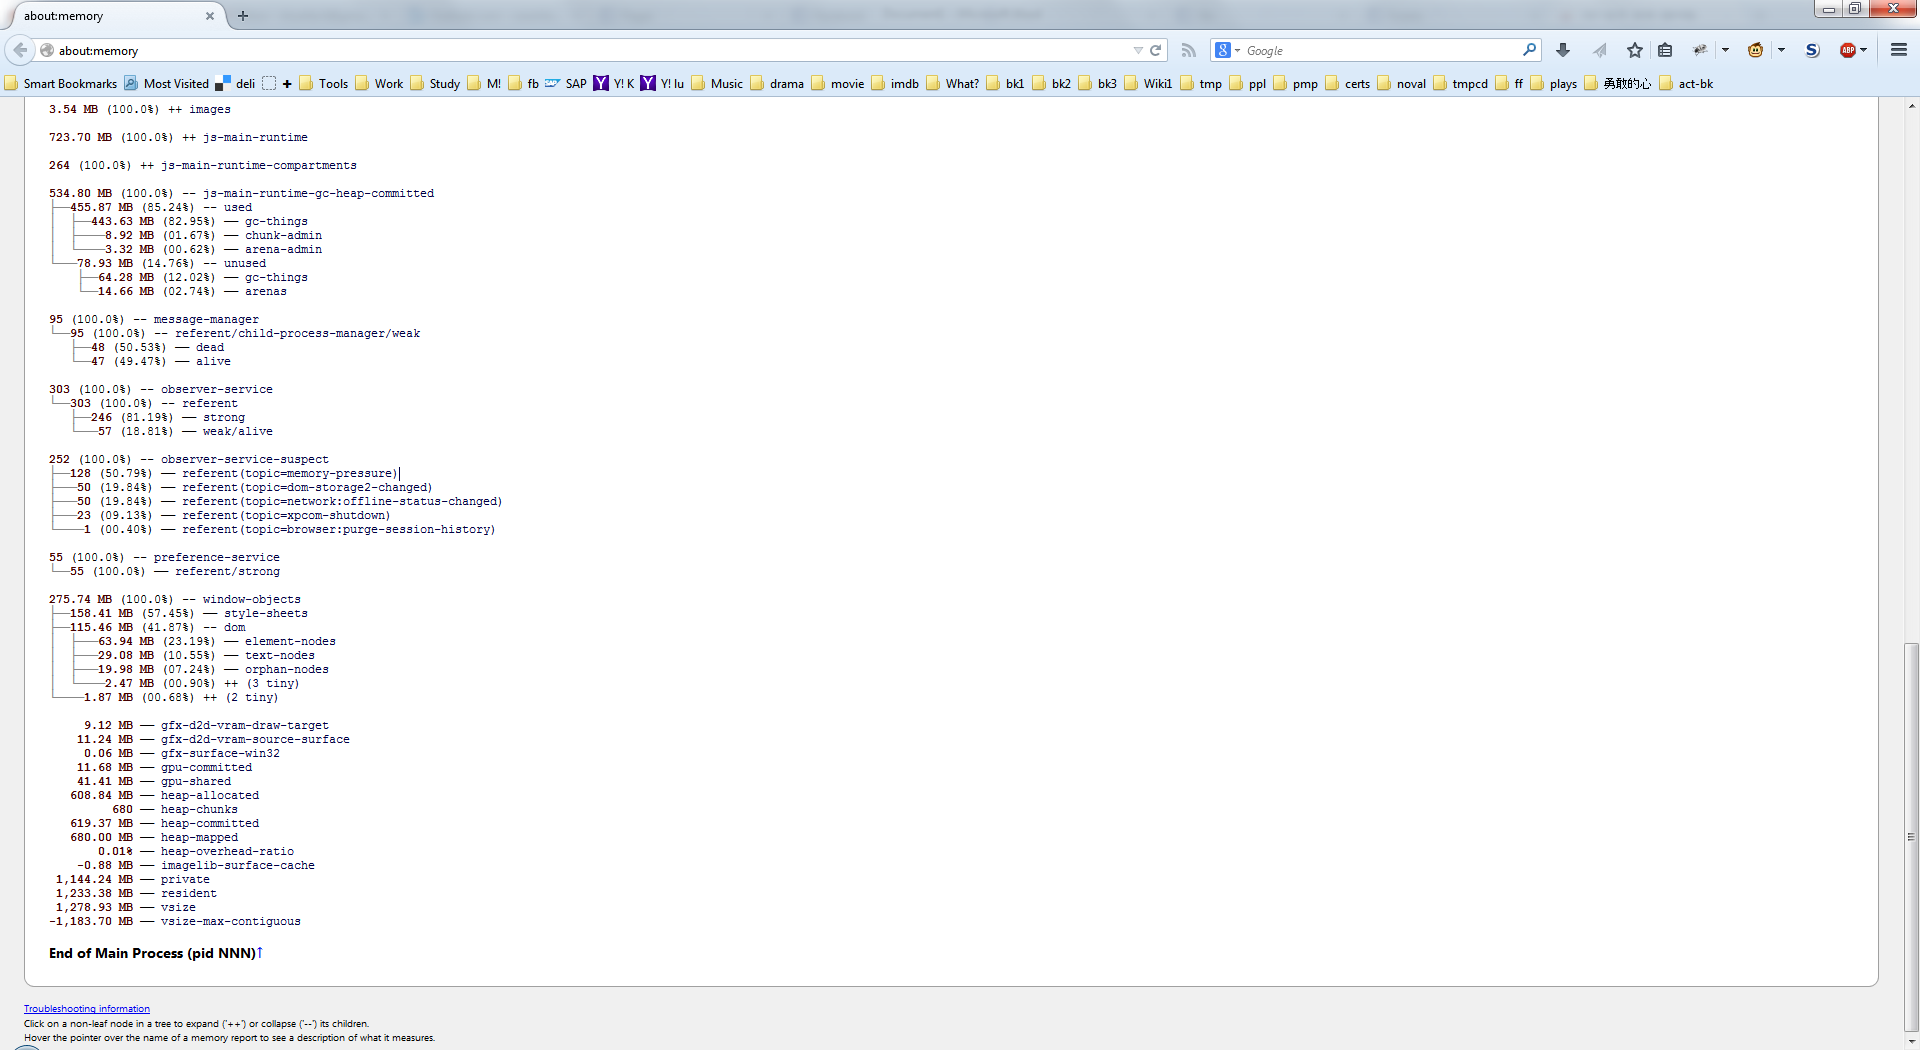 about:memory
about:memory
Google
Smart Bookmarks Most Visited deli Tools Work Study M! fb SAP Y! K Y! lu Music drama movie imdb What? bk1 bk2 bk3 Wiki1 tmp ppl pmp certs noval tmpcd ff plays 勇敢的心 act-bk
3.54 MB (100.0%) ++ images
723.70 MB (100.0%) ++ js-main-runtime
264 (100.0%) ++ js-main-runtime-compartments
534.80 MB (100.0%) -- js-main-runtime-gc-heap-committed
├──455.87 MB (85.24%) -- used
│  ├──443.63 MB (82.95%) ── gc-things
│  ├────8.92 MB (01.67%) ── chunk-admin
│  └────3.32 MB (00.62%) ── arena-admin
└───78.93 MB (14.76%) -- unused
    ├──64.28 MB (12.02%) ── gc-things
    └──14.66 MB (02.74%) ── arenas
95 (100.0%) -- message-manager
└──95 (100.0%) -- referent/child-process-manager/weak
   ├──48 (50.53%) ── dead
   └──47 (49.47%) ── alive
303 (100.0%) -- observer-service
└──303 (100.0%) -- referent
   ├──246 (81.19%) ── strong
   └───57 (18.81%) ── weak/alive
252 (100.0%) -- observer-service-suspect
├──128 (50.79%) ── referent(topic=memory-pressure)
├───50 (19.84%) ── referent(topic=dom-storage2-changed)
├───50 (19.84%) ── referent(topic=network:offline-status-changed)
├───23 (09.13%) ── referent(topic=xpcom-shutdown)
└────1 (00.40%) ── referent(topic=browser:purge-session-history)
55 (100.0%) -- preference-service
└──55 (100.0%) ── referent/strong
275.74 MB (100.0%) -- window-objects
├──158.41 MB (57.45%) ── style-sheets
├──115.46 MB (41.87%) -- dom
│  ├───63.94 MB (23.19%) ── element-nodes
│  ├───29.08 MB (10.55%) ── text-nodes
│  ├───19.98 MB (07.24%) ── orphan-nodes
│  └────2.47 MB (00.90%) ++ (3 tiny)
└────1.87 MB (00.68%) ++ (2 tiny)
9.12 MB ── gfx-d2d-vram-draw-target
11.24 MB ── gfx-d2d-vram-source-surface
0.06 MB ── gfx-surface-win32
11.68 MB ── gpu-committed
41.41 MB ── gpu-shared
608.84 MB ── heap-allocated
680 ── heap-chunks
619.37 MB ── heap-committed
680.00 MB ── heap-mapped
0.01% ── heap-overhead-ratio
-0.88 MB ── imagelib-surface-cache
1,144.24 MB ── private
1,233.38 MB ── resident
1,278.93 MB ── vsize
-1,183.70 MB ── vsize-max-contiguous
End of Main Process (pid NNN)↑
Troubleshooting information
Click on a non-leaf node in a tree to expand ('++') or collapse ('--') its children.
Hover the pointer over the name of a memory report to see a description of what it measures.